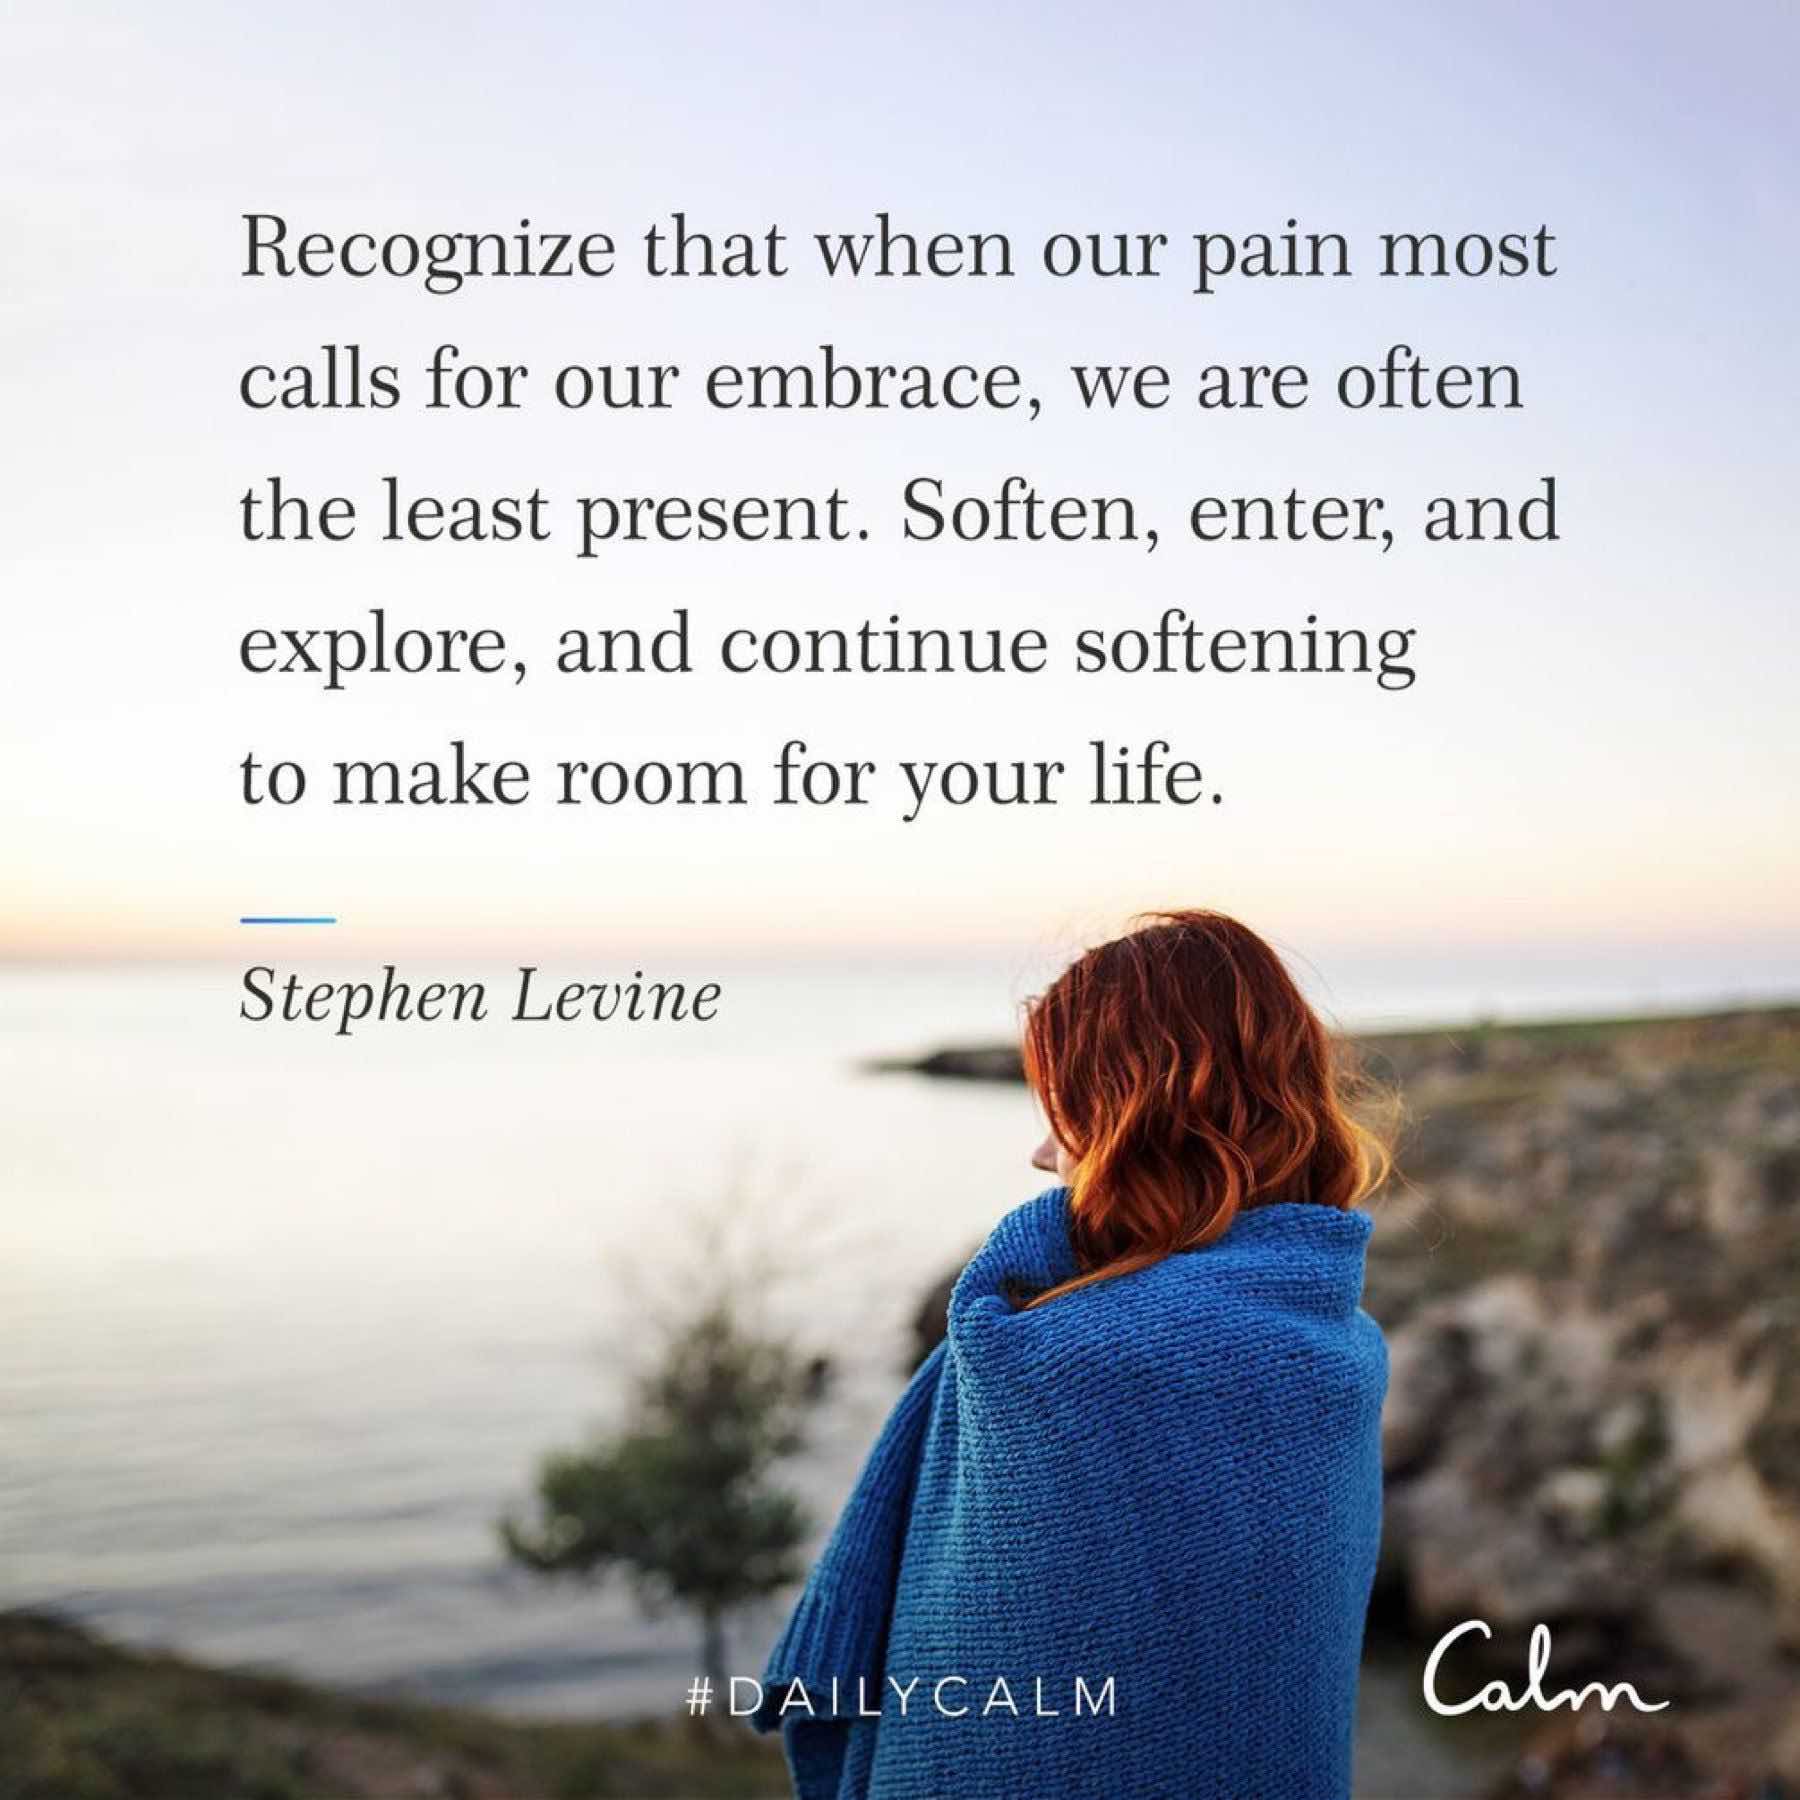 Recognize that when our pain most
calls for our embrace, we are often
the least present. Soften, enter, and
explore, and continue softening
to make room for your life.
Stephen Levine
#DAILYCALM
Calm